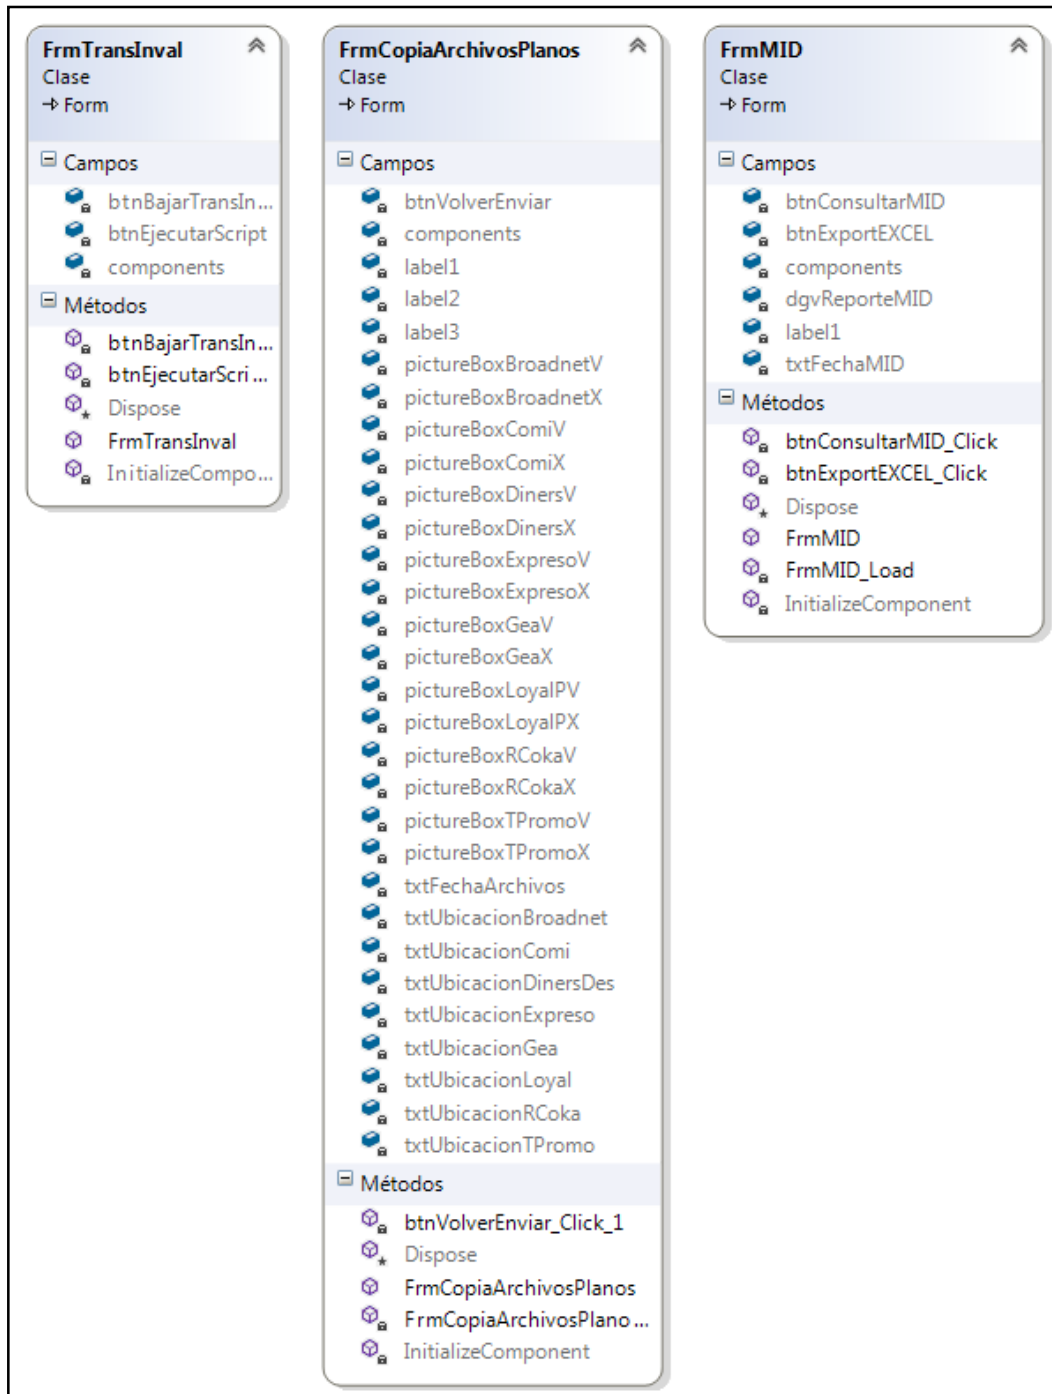 FrmTransInval
Clase
Form
Campos
btnBajarTransIn...
btnEjecutarScript
components
Métodos
btnBajarTransIn...
btnEjecutarScri ...
Dispose
FrmTransInval
InitializeCompo...
FrmCopiaArchivosPlanos
Clase
Form
Campos
btnVolverEnviar
components
label1
label2
label3
pictureBoxBroadnetV
pictureBoxBroadnetX
pictureBoxComiV
pictureBoxComiX
pictureBoxDinersV
pictureBoxDinersX
pictureBoxExpresoV
pictureBoxExpresoX
pictureBoxGeaV
pictureBoxGeaX
pictureBoxLoyalPV
pictureBoxLoyalPX
pictureBoxRCokaV
pictureBoxRCokaX
pictureBoxTPromoV
pictureBoxTPromoX
txtFechaArchivos
txtUbicacionBroadnet
txtUbicacionComi
txtUbicacionDinersDes
txtUbicacionExpreso
txtUbicacionGea
txtUbicacionLoyal
txtUbicacionRCoka
txtUbicacionTPromo
Métodos
btnVolverEnviar_Click_1
Dispose
FrmCopiaArchivosPlanos
FrmCopiaArchivosPlano ...
InitializeComponent
FrmMID
Clase
Form
Campos
btnConsultarMID
btnExportEXCEL
components
dgvReporteMID
label1
txtFechaMID
Métodos
btnConsultarMID_Click
btnExportEXCEL_Click
Dispose
FrmMID
FrmMID_Load
InitializeComponent